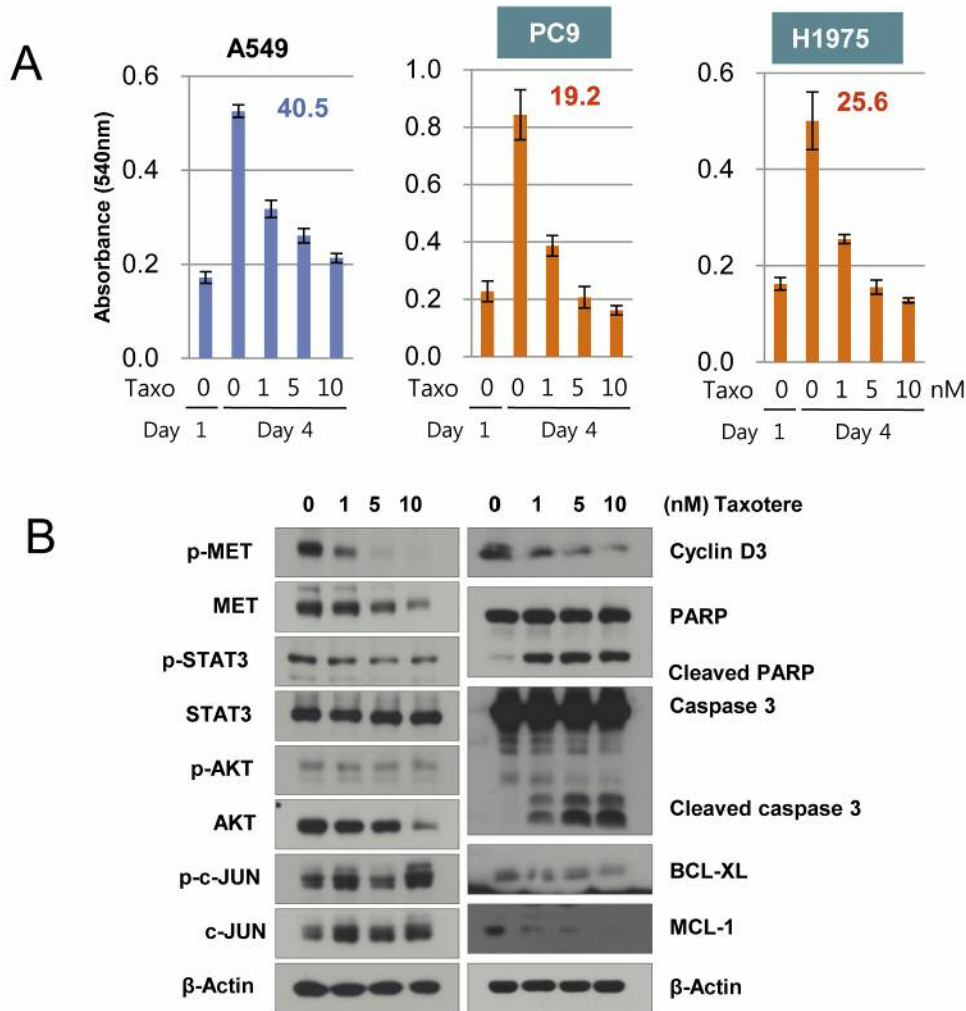 A
A549
PC9
H1975
Absorbance (540nm)
0.6
0.4
0.2
0.0
40.5
1.0
0.8
0.6
0.4
0.2
0.0
19.2
0.6
0.4
0.2
0.0
25.6
Taxo 0 0 1 5 10
Taxo 0 0 1 5 10
Taxo 0 0 1 5 10 nM
Day 1 Day 4
Day 1 Day 4
Day 1 Day 4
B
0 1 5 10
0 1 5 10 (nM) Taxotere
p-MET
MET
p-STAT3
STAT3
p-AKT
AKT
p-c-JUN
c-JUN
β-Actin
Cyclin D3
PARP
Cleaved PARP
Caspase 3
Cleaved caspase 3
BCL-XL
MCL-1
β-Actin